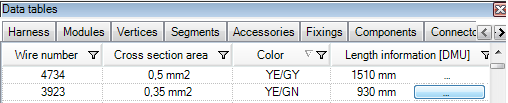 Data tables
Harness Modules Vertices Segments Accessories Fixings Components Connecto
Wire number Cross section area Color Length information [DMU]
4734 0,5 mm2 YE/GY 1510 mm ...
3923 0,35 mm2 YE/GN 930 mm ...